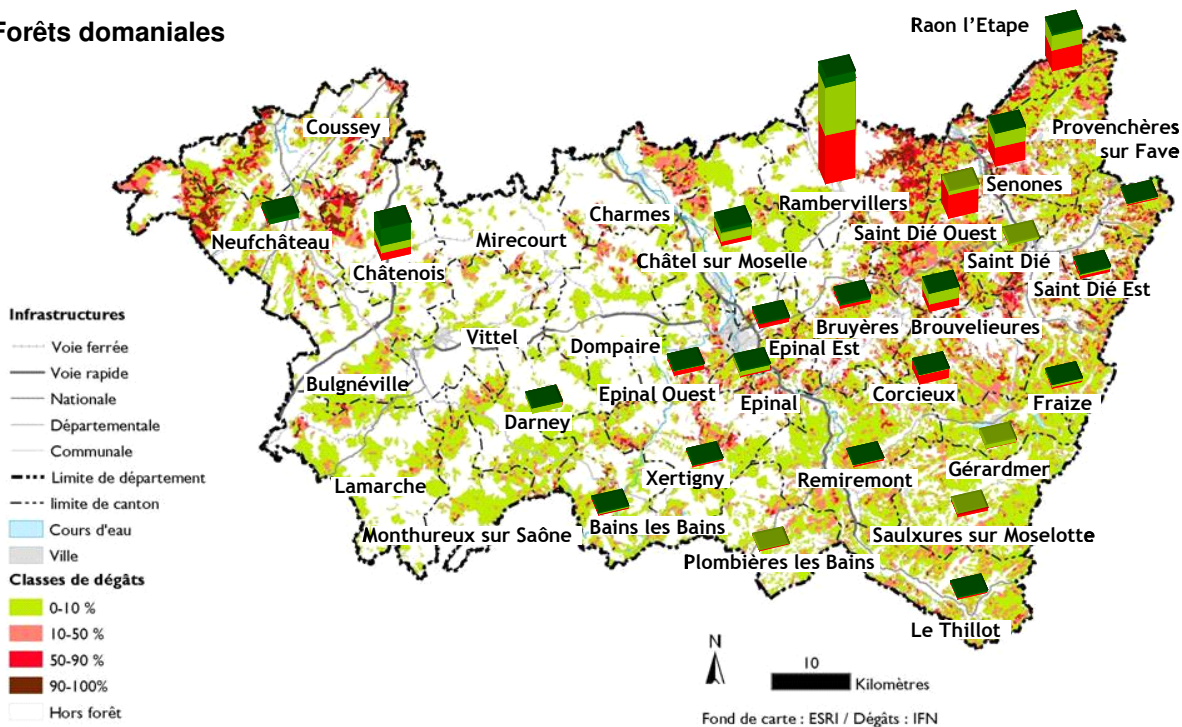 Forêts domaniales
Raon l'Etape
Coussey
Provenchères
sur Fave
Senones
Rambervillers
Charmes
Saint Dié Ouest
Neufchâteau
Mirecourt
Châtel sur Moselle
Châtenois
Saint Dié
Saint Dié Est
Infrastructures
Voie ferrée
Voie rapide
Nationale
Départementale
Communale
Limite de département
limite de canton
Cours d'eau
Ville
Classes de dégâts
0-10 %
10-50 %
50-90 %
90-100%
Hors forêt
Vittel
Dompaire
Bruyères
Brouvelieures
Epinal Est
Bulgnéville
Epinal Ouest
Epinal
Corcieux
Fraize
Darney
Gérardmer
Xertigny
Remiremont
Lamarche
Monthureux sur Saône
Bains les Bains
Saulxures sur Moselotte
Plombières les Bains
Le Thillot
N
10
Kilomètres
Fond de carte : ESRI / Dégâts : IFN